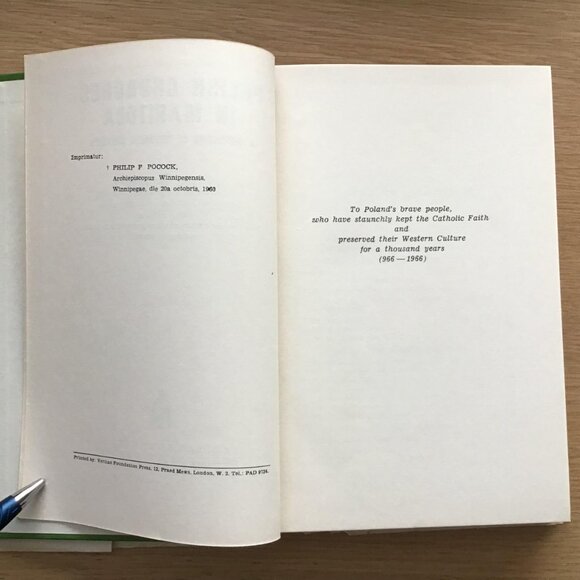 Imprimatur:
† PHILIP F POCOCK,
Archiepiscopus Winnipegensis,
Winnipegae, die 20a octobris, 1960
Printed by: Veritas Foundation Press, 12, Praed Mews, London, W. 2. Tel.: PAD
To Poland's brave people,
who have staunchly kept the Catholic Faith
and
preserved their Western Culture
for a thousand years
(966 — 1966)